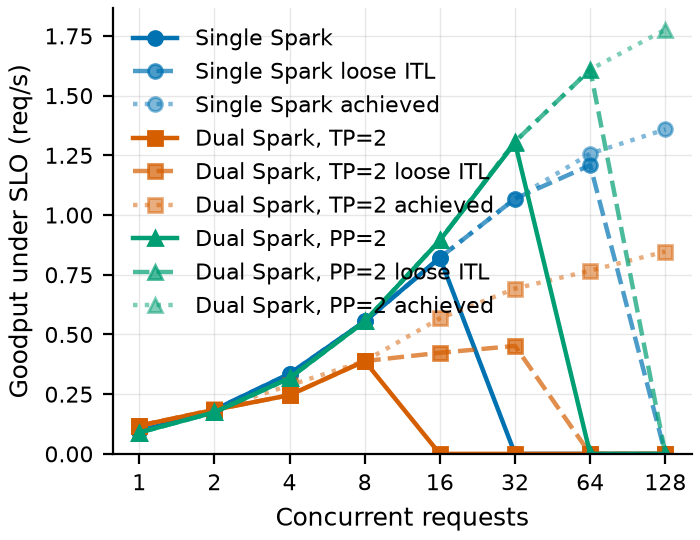 1.75
1.50
1.25
1.00
0.75
0.50
0.25
0.00
Goodput under SLO (req/s)
Single Spark
Single Spark loose ITL
Single Spark achieved
Dual Spark, TP=2
Dual Spark, TP=2 loose ITL
Dual Spark, TP=2 achieved
Dual Spark, PP=2
Dual Spark, PP=2 loose ITL
Dual Spark, PP=2 achieved
1 2 4 8 16 32 64 128
Concurrent requests